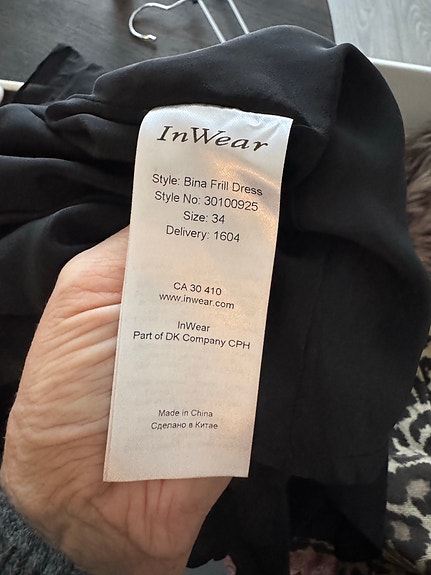 InWear
Style: Bina Frill Dress
Style No: 30100925
Size: 34
Delivery: 1604
CA 30 410
www.inwear.com
InWear
Part of DK Company CPH
Made in China
Сделано в Китае